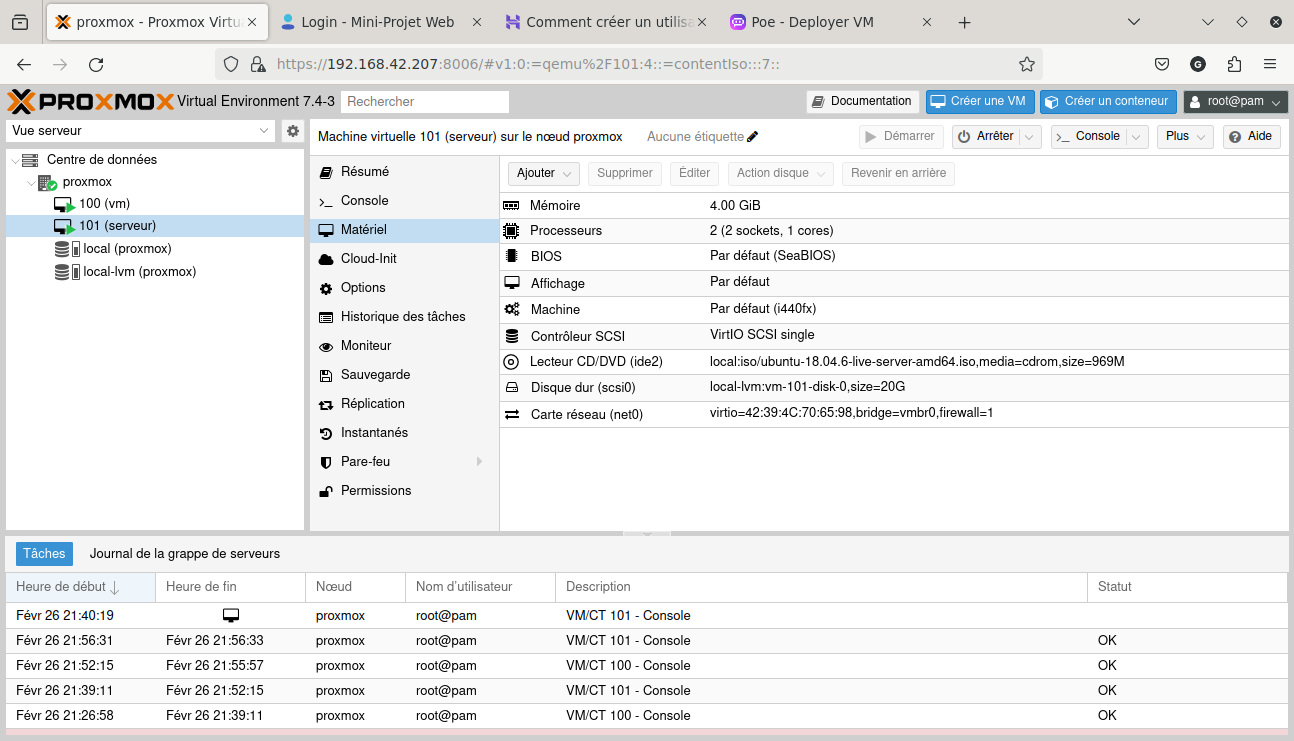 proxmox - Proxmox Virtu
Login - Mini-Projet Web
Comment créer un utilisa
Poe - Deployer VM
https://192.168.42.207:8006/#v1:0:=qemu%2F101:4::=contentIso:::7::
G
PROXMOX Virtual Environment 7.4-3
Rechercher
Documentation
Créer une VM
Créer un conteneur
root@pam
Vue serveur
Centre de données
proxmox
100 (vm)
101 (serveur)
local (proxmox)
local-lvm (proxmox)
Machine virtuelle 101 (serveur) sur le nœud proxmox
Aucune étiquette
Démarrer
Arrêter
Console
Plus
Aide
Résumé
Console
Matériel
Cloud-Init
Options
Historique des tâches
Moniteur
Sauvegarde
Réplication
Instantanés
Pare-feu
Permissions
Ajouter
Supprimer
Éditer
Action disque
Revenir en arrière
Mémoire 4.00 GiB
Processeurs 2 (2 sockets, 1 cores)
BIOS Par défaut (SeaBIOS)
Affichage Par défaut
Machine Par défaut (i440fx)
Contrôleur SCSI VirtIO SCSI single
Lecteur CD/DVD (ide2) local:iso/ubuntu-18.04.6-live-server-amd64.iso,media=cdrom,size=969M
Disque dur (scsi0) local-lvm:vm-101-disk-0,size=20G
Carte réseau (net0) virtio=42:39:4C:70:65:98,bridge=vmbr0,firewall=1
Tâches
Journal de la grappe de serveurs
Heure de début Heure de fin Nœud Nom d'utilisateur Description Statut
Févr 26 21:40:19 proxmox root@pam VM/CT 101 - Console
Févr 26 21:56:31 Févr 26 21:56:33 proxmox root@pam VM/CT 101 - Console OK
Févr 26 21:52:15 Févr 26 21:55:57 proxmox root@pam VM/CT 100 - Console OK
Févr 26 21:39:11 Févr 26 21:52:15 proxmox root@pam VM/CT 101 - Console OK
Févr 26 21:26:58 Févr 26 21:39:11 proxmox root@pam VM/CT 100 - Console OK